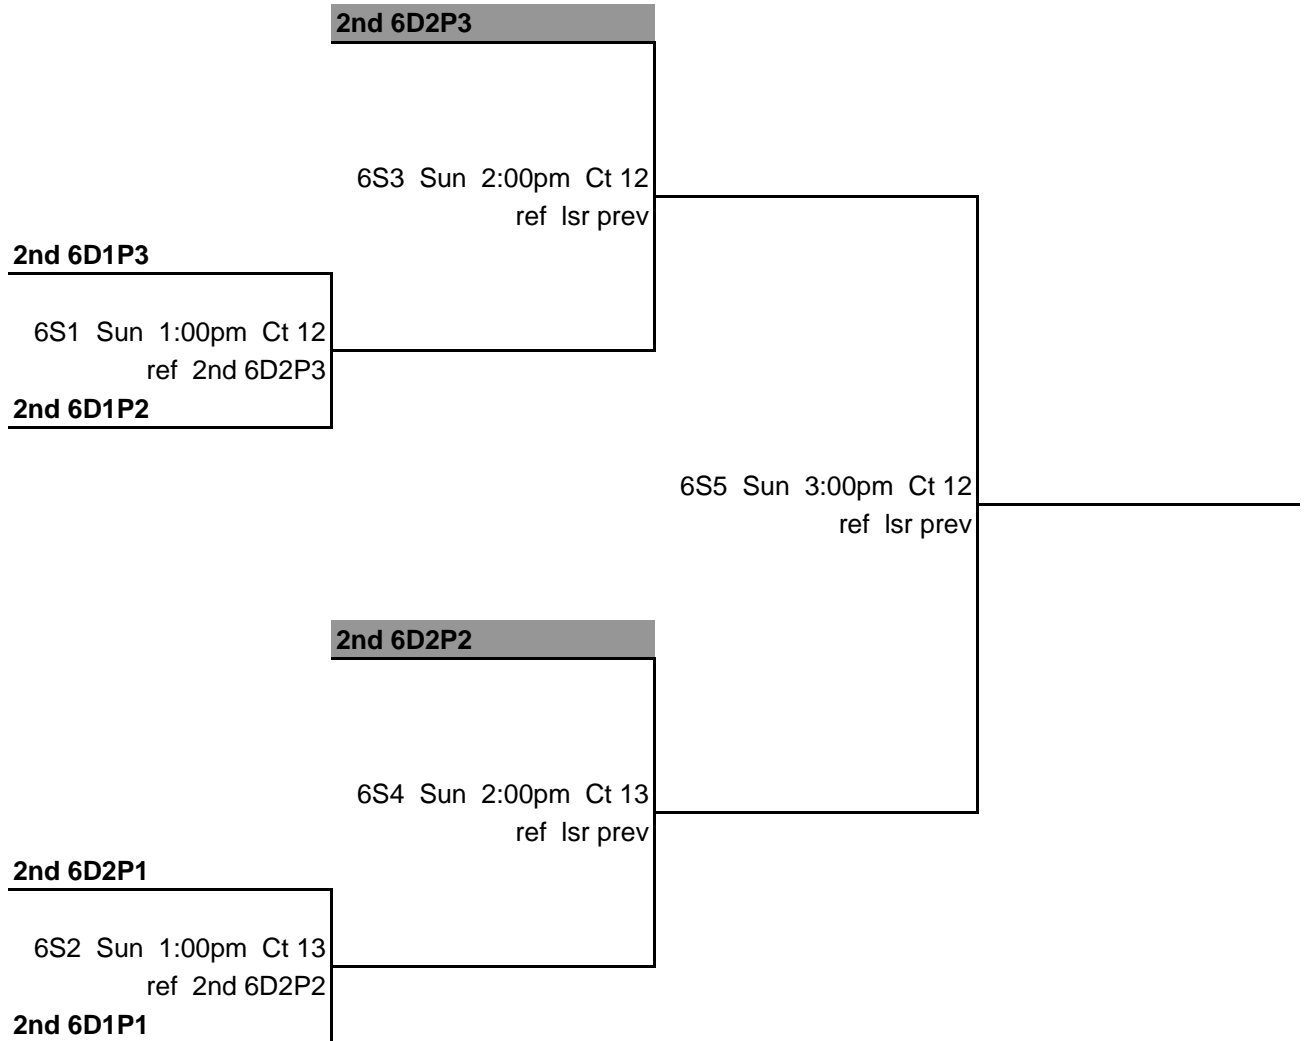 2nd 6D2P3
6S3 Sun 2:00pm Ct 12
ref lsr prev
2nd 6D1P3
6S1 Sun 1:00pm Ct 12
ref 2nd 6D2P3
2nd 6D1P2
6S5 Sun 3:00pm Ct 12
ref lsr prev
2nd 6D2P2
6S4 Sun 2:00pm Ct 13
ref lsr prev
2nd 6D2P1
6S2 Sun 1:00pm Ct 13
ref 2nd 6D2P2
2nd 6D1P1